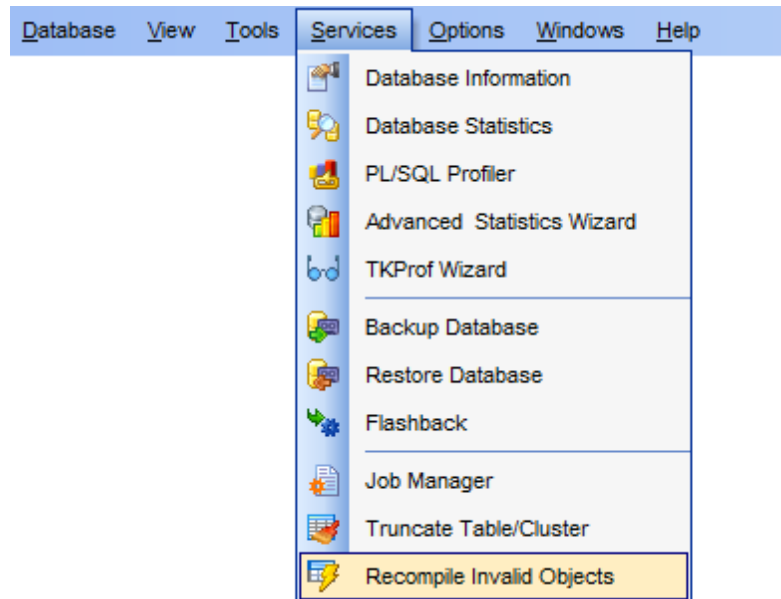 Database View Tools Services Options Windows Help
Database Information
Database Statistics
PL/SQL Profiler
Advanced Statistics Wizard
TKProf Wizard
Backup Database
Restore Database
Flashback
Job Manager
Truncate Table/Cluster
Recompile Invalid Objects